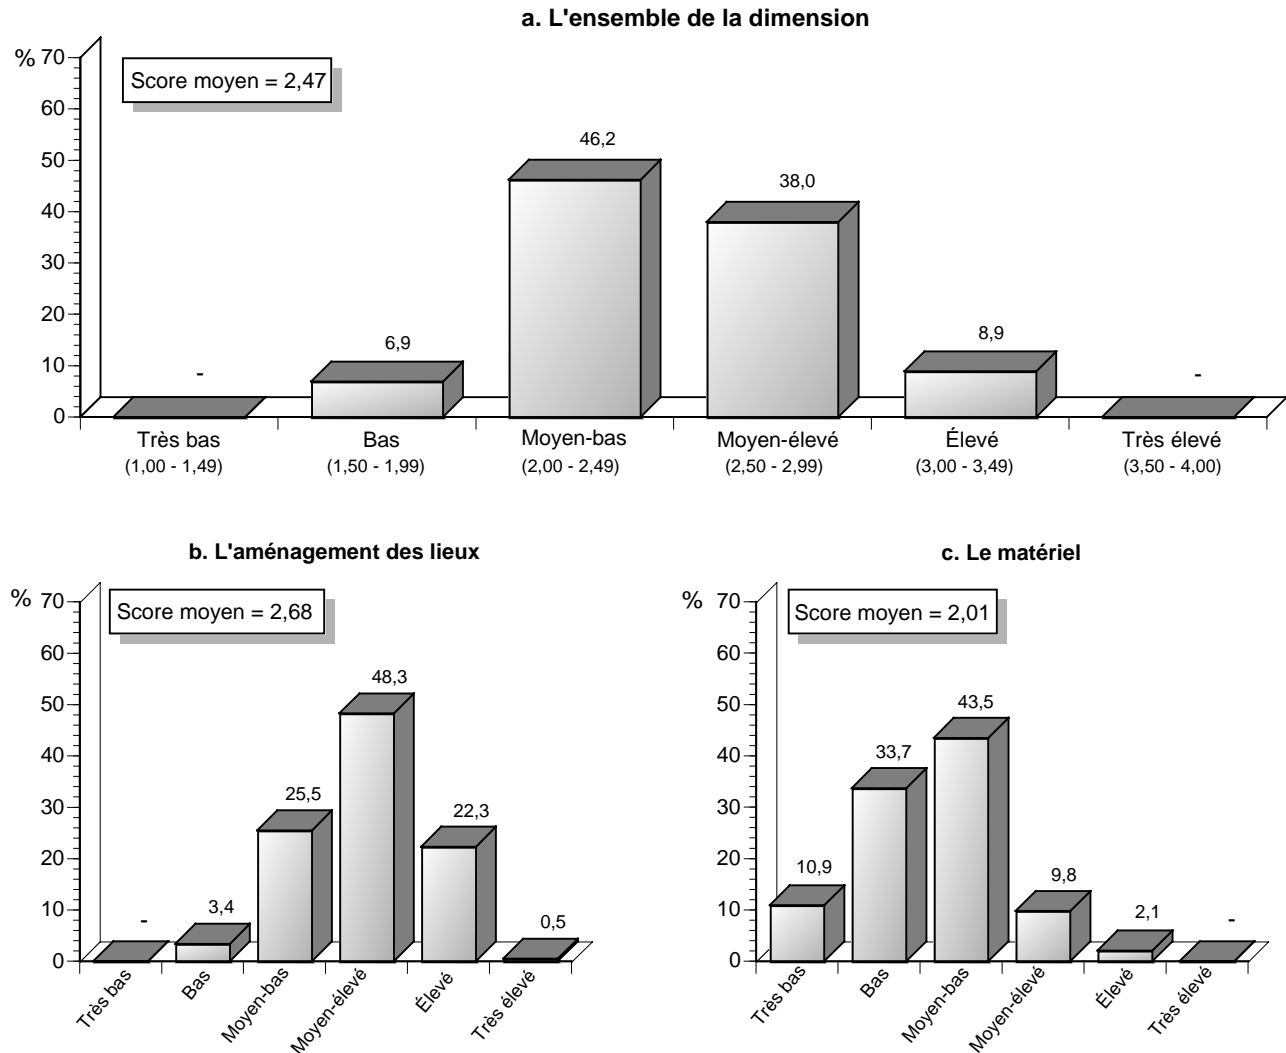 a. L'ensemble de la dimension
%
70
60
50
40
30
20
10
0
Score moyen = 2,47
-
6,9
46,2
38,0
8,9
-
Très bas
(1,00 - 1,49)
Bas
(1,50 - 1,99)
Moyen-bas
(2,00 - 2,49)
Moyen-élevé
(2,50 - 2,99)
Élevé
(3,00 - 3,49)
Très élevé
(3,50 - 4,00)
b. L'aménagement des lieux
%
70
60
50
40
30
20
10
0
Score moyen = 2,68
-
3,4
25,5
48,3
22,3
0,5
Très bas
Bas
Moyen-bas
Moyen-élevé
Élevé
Très élevé
c. Le matériel
%
70
60
50
40
30
20
10
0
Score moyen = 2,01
10,9
33,7
43,5
9,8
2,1
-
Très bas
Bas
Moyen-bas
Moyen-élevé
Élevé
Très élevé